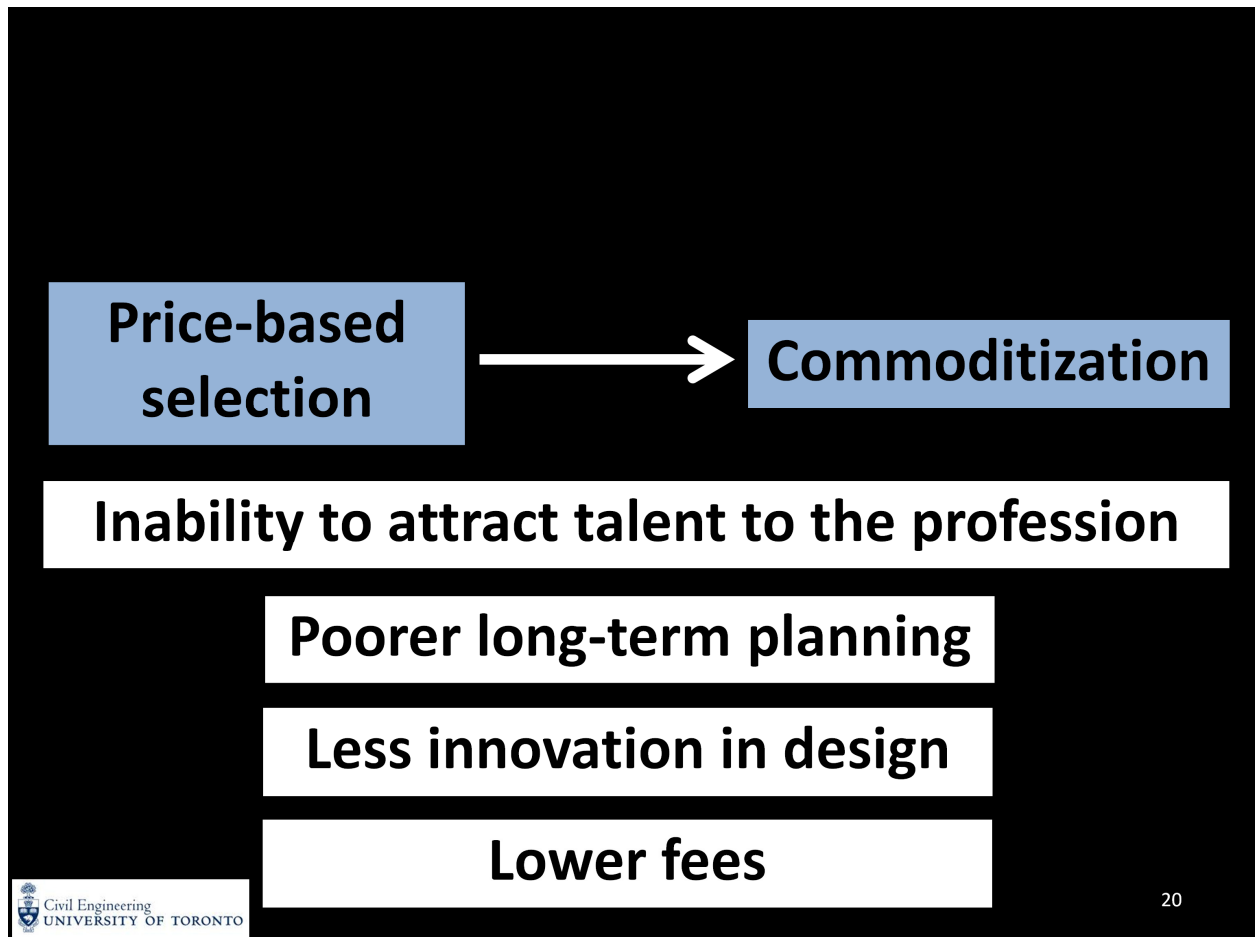 Price-based
selection
Commoditization
Inability to attract talent to the profession
Poorer long-term planning
Less innovation in design
Lower fees
Civil Engineering
UNIVERSITY OF TORONTO
20